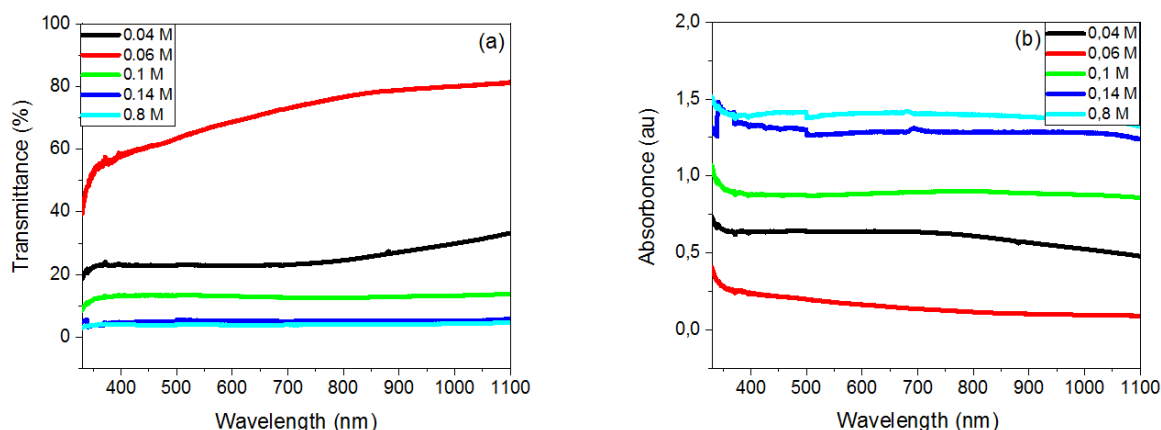 100
80
60
40
20
0
Transmittance (%)
0.04 M
0.06 M
0.1 M
0.14 M
0.8 M
(a)
400 500 600 700 800 900 1000 1100
Wavelength (nm)
2,0
1,5
1,0
0,5
0,0
Absorbonce (au)
(b)
0,04 M
0,06 M
0,1 M
0,14 M
0,8 M
400 500 600 700 800 900 1000 1100
Wavelength (nm)